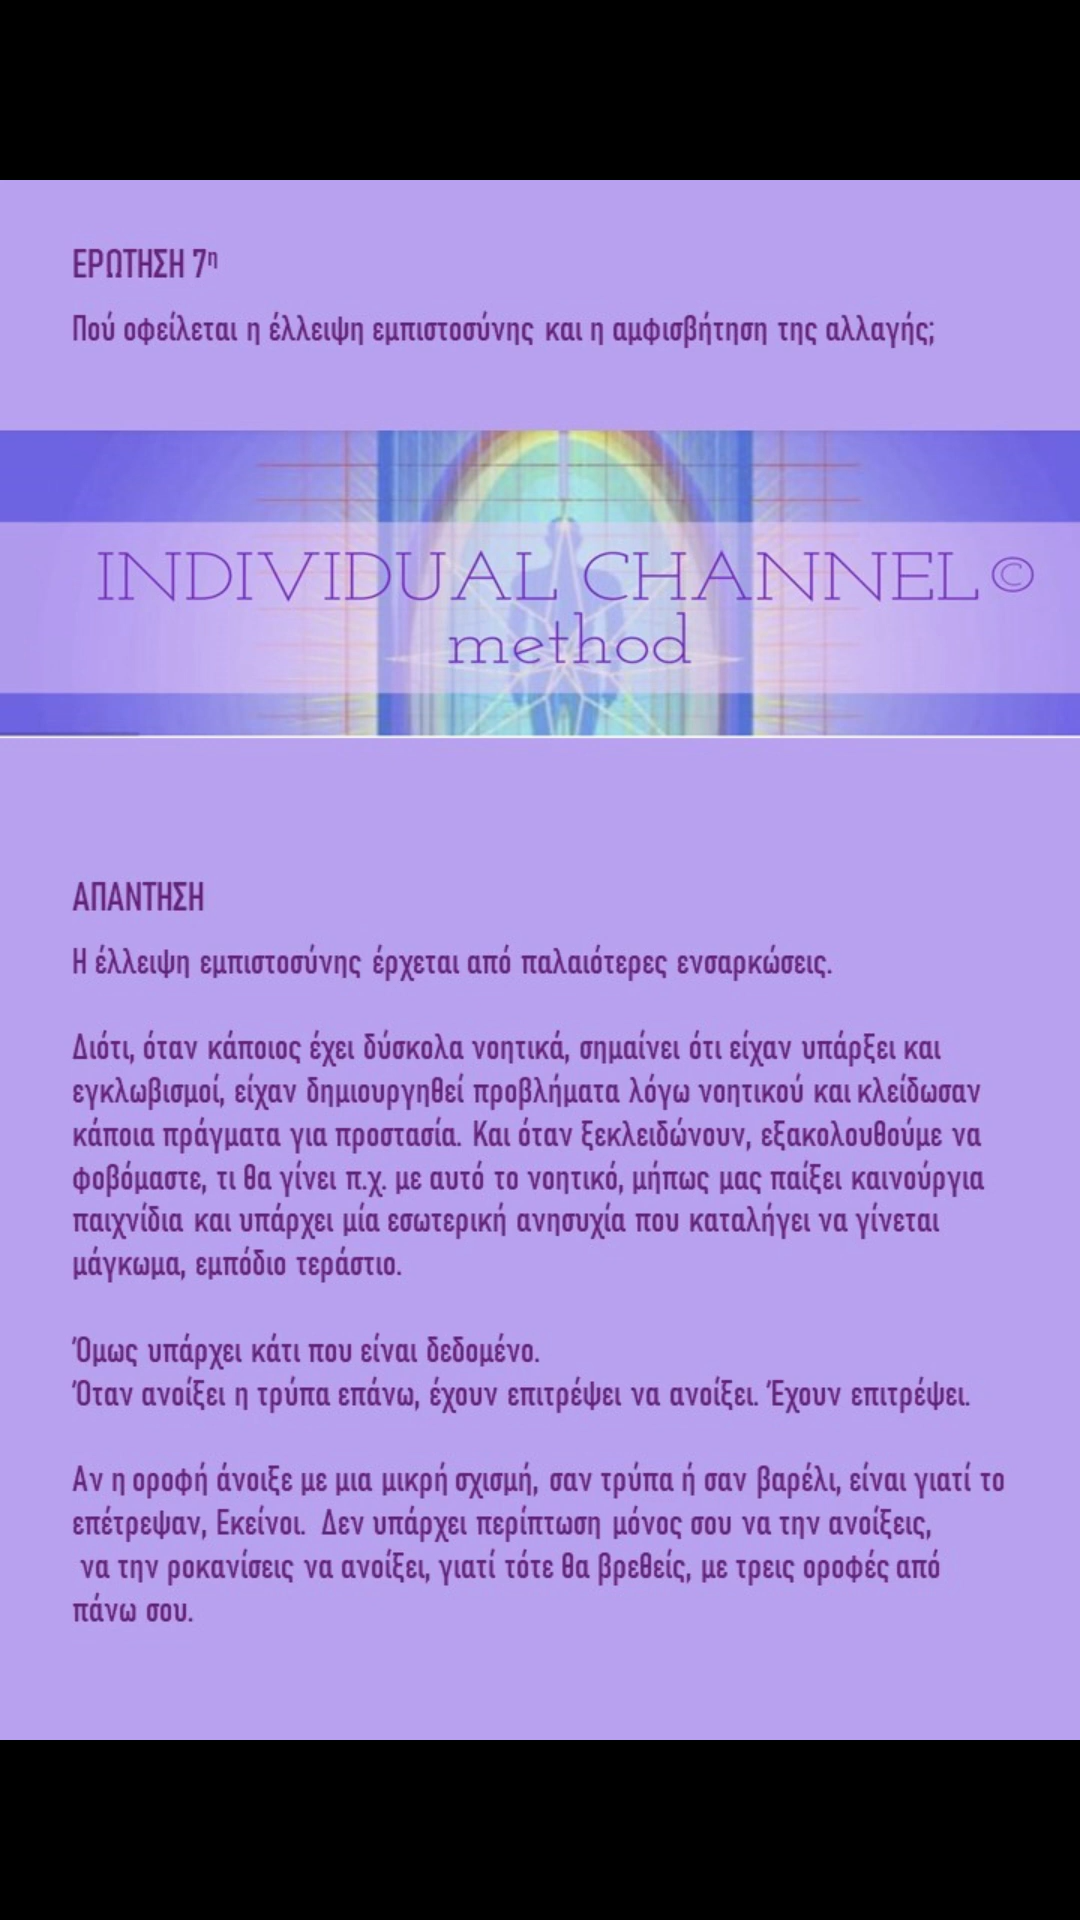 ΕΡΩΤΗΣΗ 7η
Πού οφείλεται η έλλειψη εμπιστοσύνης και η αμφισβήτηση της αλλαγής;
INDIVIDUAL CHANNEL©
method
ΑΠΑΝΤΗΣΗ
Η έλλειψη εμπιστοσύνης έρχεται από παλαιότερες ενσαρκώσεις.
Διότι, όταν κάποιος έχει δύσκολα νοητικά, σημαίνει ότι είχαν υπάρξει και
εγκλωβισμοί, είχαν δημιουργηθεί προβλήματα λόγω νοητικού και κλείδωσαν
κάποια πράγματα για προστασία. Και όταν ξεκλειδώνουν, εξακολουθούμε να
φοβόμαστε, τι θα γίνει π.χ. με αυτό το νοητικό, μήπως μας παίξει καινούργια
παιχνίδια και υπάρχει μία εσωτερική ανησυχία που καταλήγει να γίνεται
μάγκωμα, εμπόδιο τεράστιο.
Όμως υπάρχει κάτι που είναι δεδομένο.
Όταν ανοίξει η τρύπα επάνω, έχουν επιτρέψει να ανοίξει. Έχουν επιτρέψει.
Αν η οροφή άνοιξε με μια μικρή σχισμή, σαν τρύπα ή σαν βαρέλι, είναι γιατί το
επέτρεψαν, Εκείνοι. Δεν υπάρχει περίπτωση μόνος σου να την ανοίξεις,
να την ροκανίσεις να ανοίξει, γιατί τότε θα βρεθείς, με τρεις οροφές από
πάνω σου.